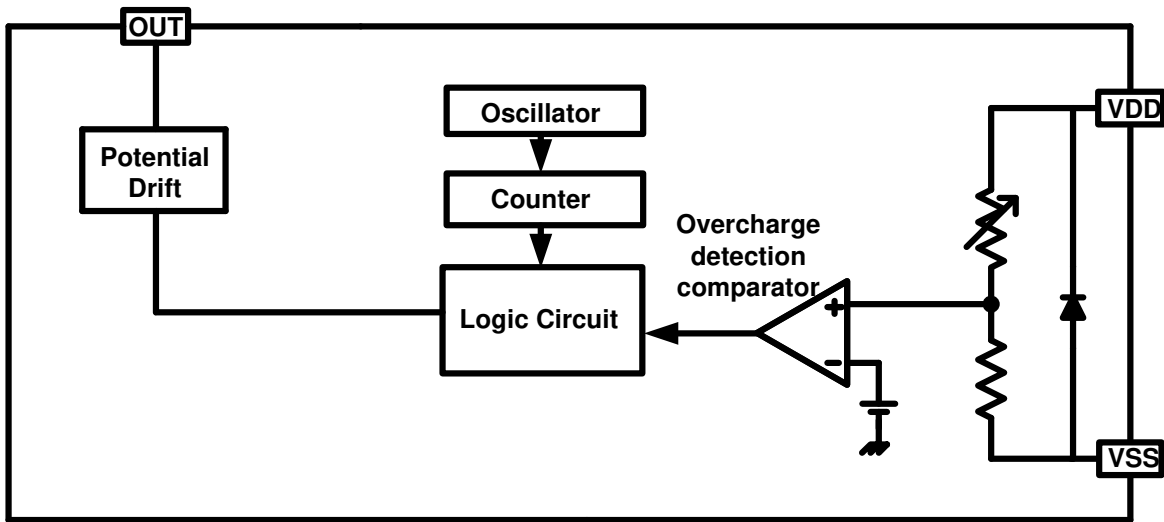 OUT
VDD
Oscillator
Potential
Drift
Counter
Overcharge
detection
comparator
Logic Circuit
+
-
VSS